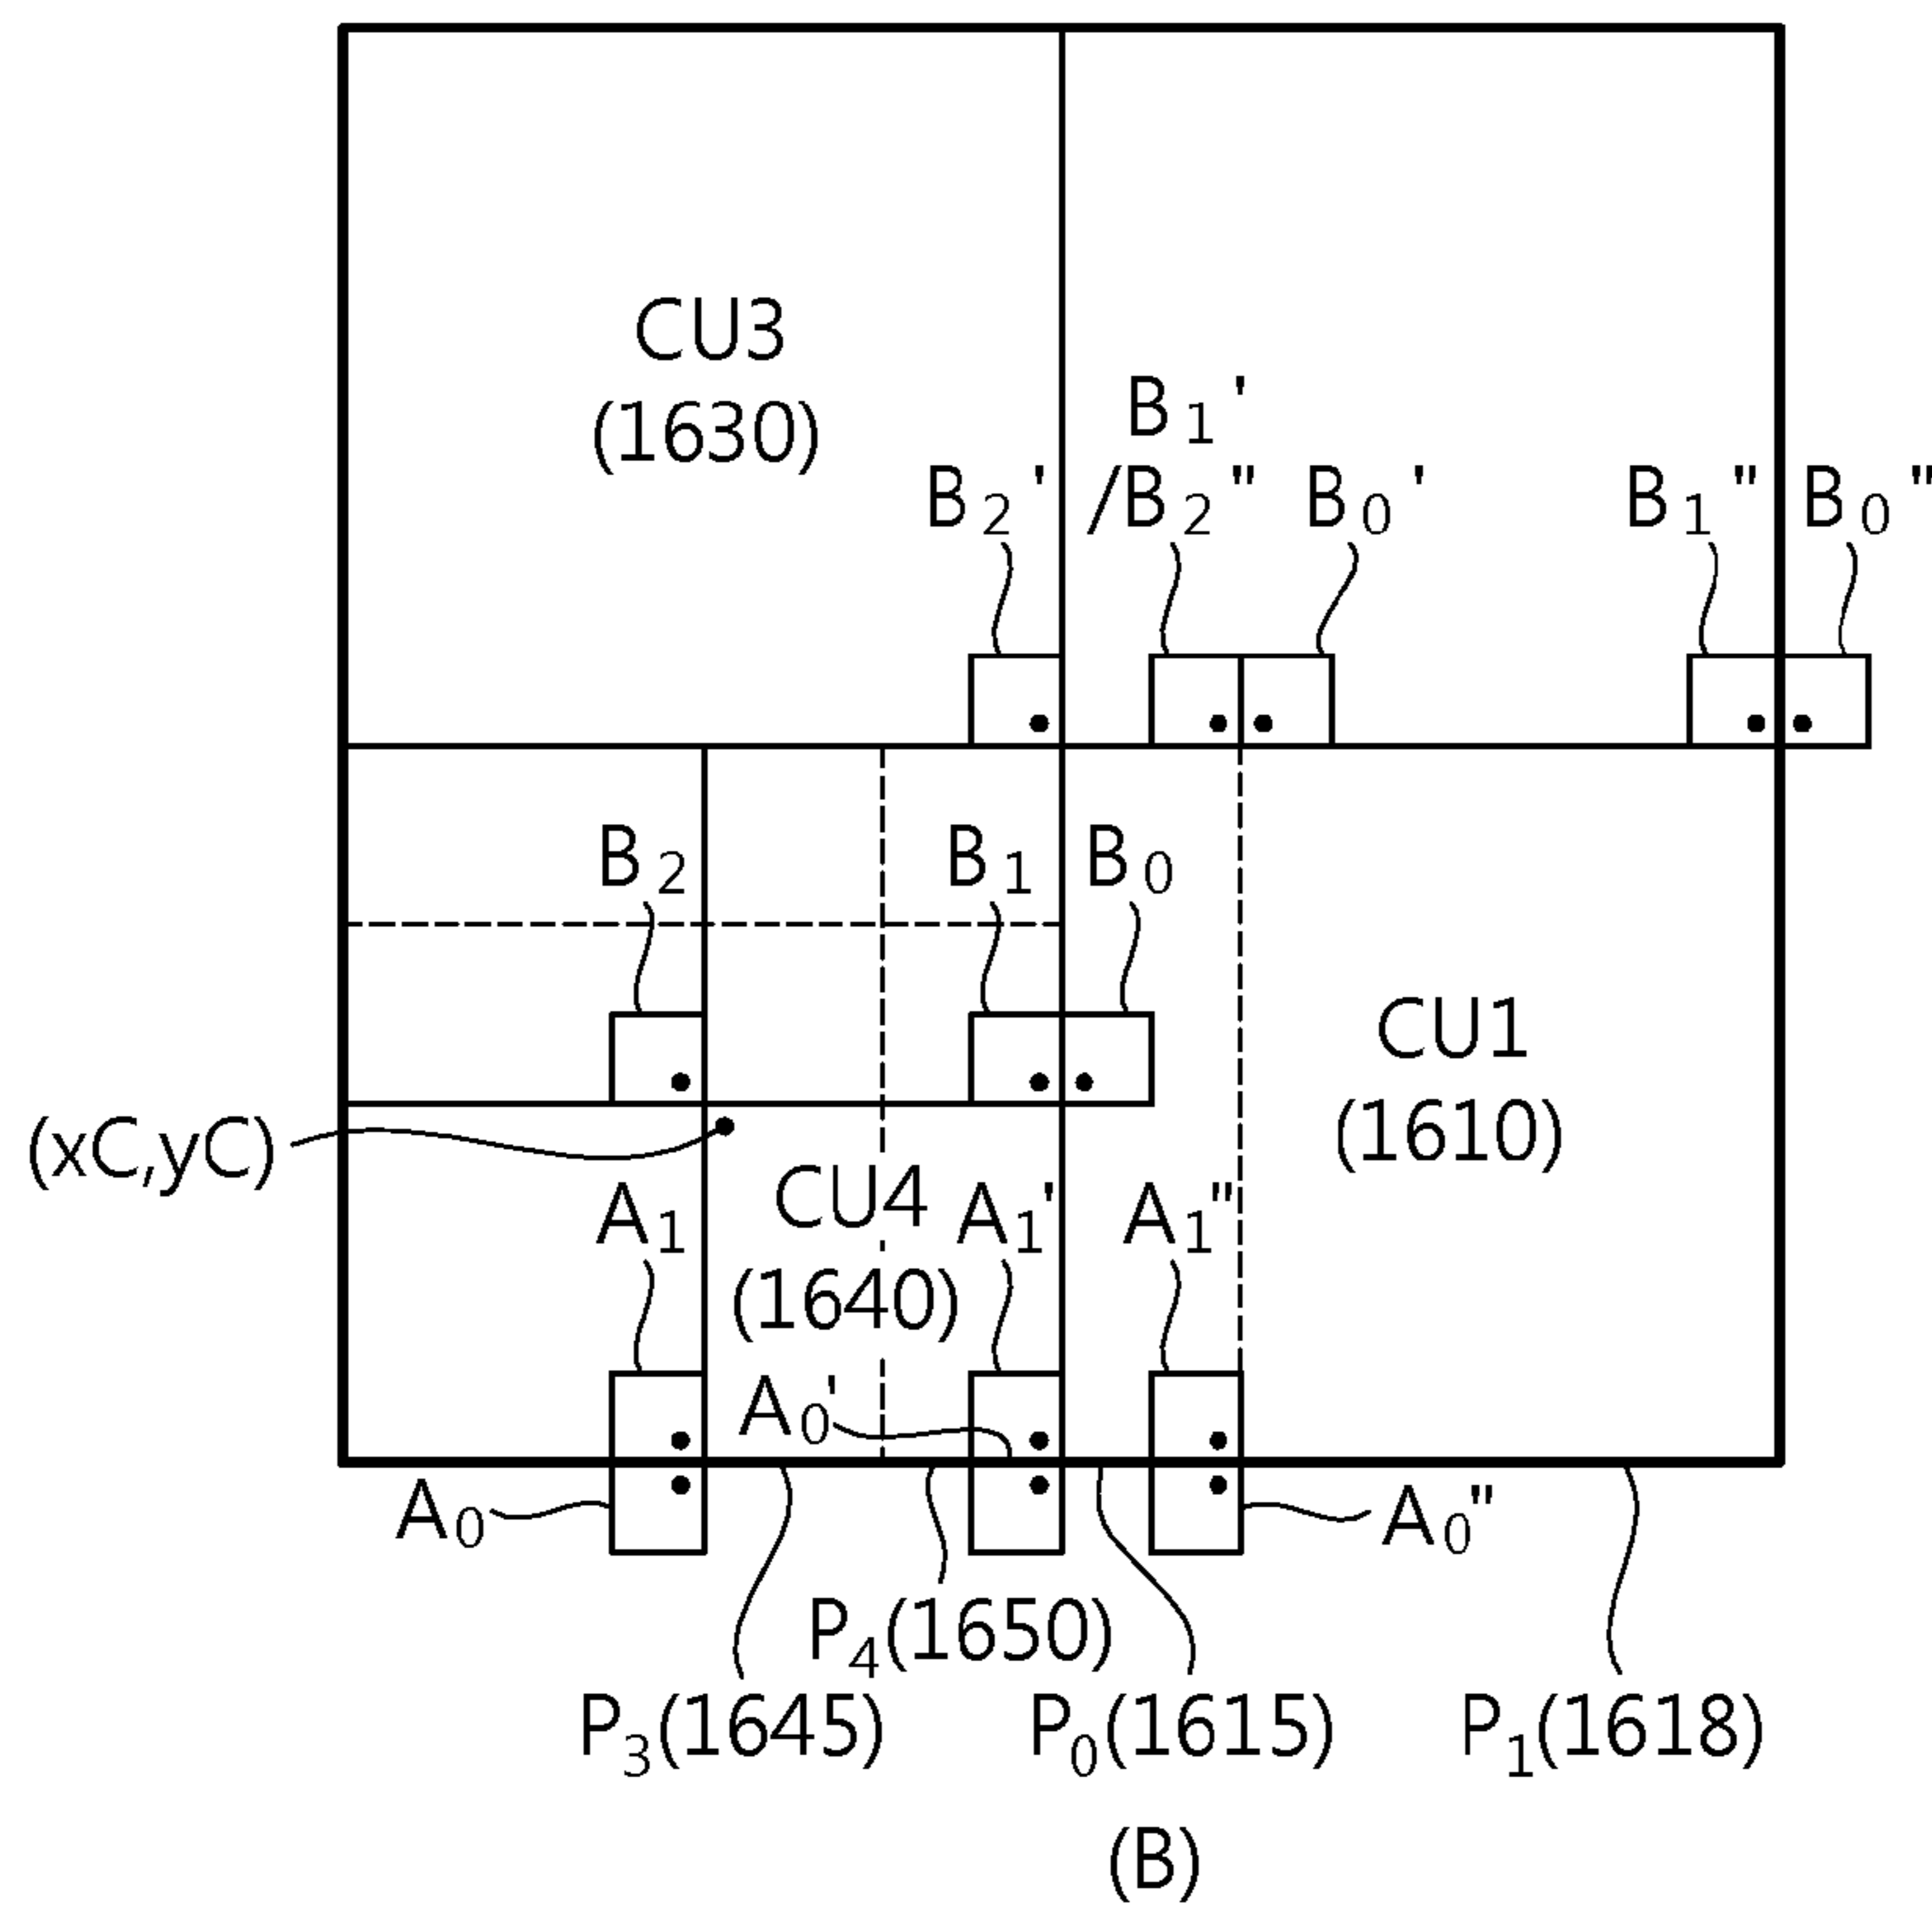 CU3
(1630)
B1'
B2' /B2" B0' B1" B0"
B2 B1 B0
CU1
(1610)
(xC,yC)
A1 CU4 A1' A1"
(1640)
A0'
A0 A0"
P4(1650)
P3(1645) P0(1615) P1(1618)
(B)